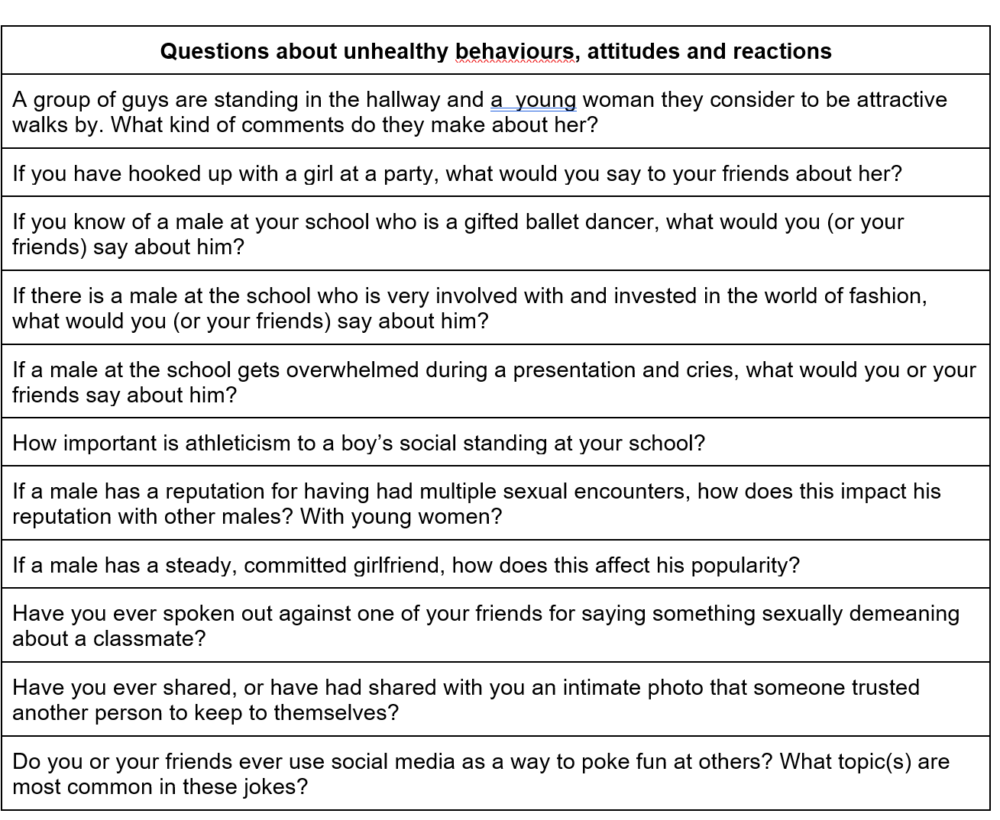 Questions about unhealthy behaviours, attitudes and reactions
A group of guys are standing in the hallway and a  young woman they consider to be attractive
walks by. What kind of comments do they make about her?
If you have hooked up with a girl at a party, what would you say to your friends about her?
If you know of a male at your school who is a gifted ballet dancer, what would you (or your
friends) say about him?
If there is a male at the school who is very involved with and invested in the world of fashion,
what would you (or your friends) say about him?
If a male at the school gets overwhelmed during a presentation and cries, what would you or your
friends say about him?
How important is athleticism to a boy’s social standing at your school?
If a male has a reputation for having had multiple sexual encounters, how does this impact his
reputation with other males? With young women?
If a male has a steady, committed girlfriend, how does this affect his popularity?
Have you ever spoken out against one of your friends for saying something sexually demeaning
about a classmate?
Have you ever shared, or have had shared with you an intimate photo that someone trusted
another person to keep to themselves?
Do you or your friends ever use social media as a way to poke fun at others? What topic(s) are
most common in these jokes?